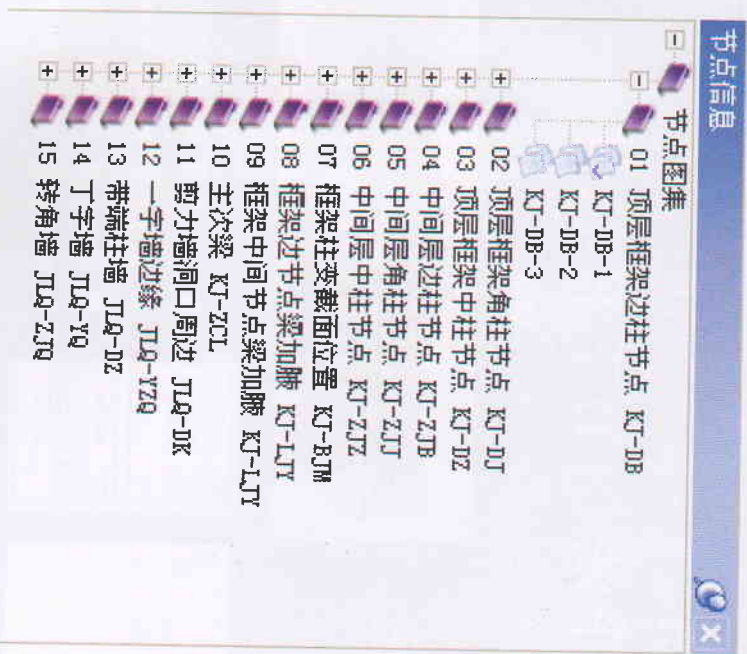 节点信息
节点图集
01 顶层框架边柱节点 KJ-DB
KJ-DB-1
KJ-DB-2
KJ-DB-3
02 顶层框架角柱节点 KJ-DJ
03 顶层框架中柱节点 KJ-DZ
04 中间层边柱节点 KJ-ZJB
05 中间层角柱节点 KJ-ZJJ
06 中间层中柱节点 KJ-ZJZ
07 框架柱变截面位置 KJ-BJM
08 框架边节点梁加腋 KJ-LJY
09 框架中间节点梁加腋 KJ-LJY
10 主次梁 KJ-ZCL
11 剪力墙洞口周边 JLQ-DK
12 一字墙边缘 JLQ-YZQ
13 带端柱墙 JLQ-DZ
14 丁字墙 JLQ-YQ
15 转角墙 JLQ-ZJQ